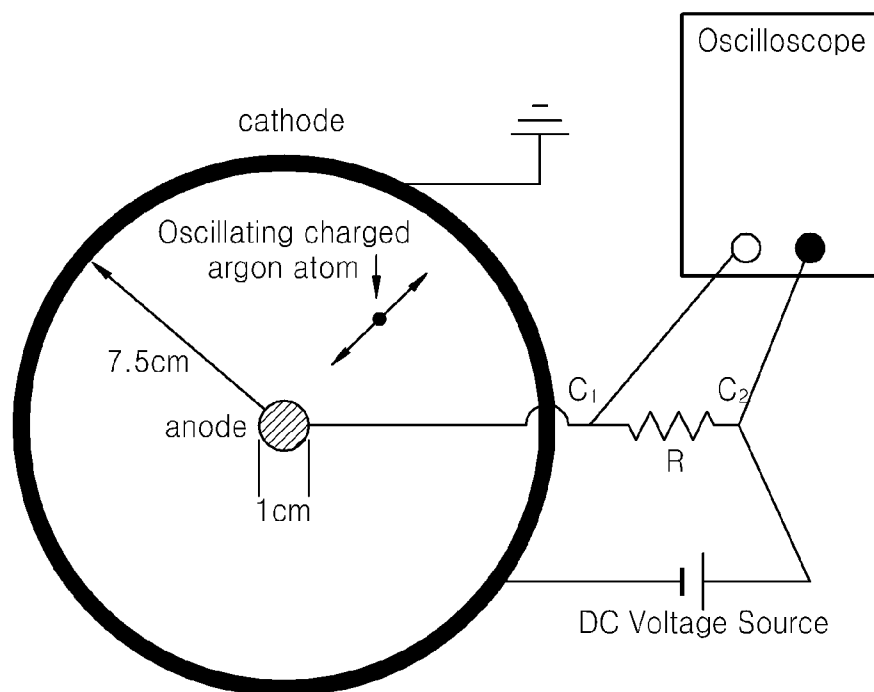 Oscilloscope
cathode
Oscillating charged
argon atom
7.5cm
anode
1cm
C₁
C₂
R
DC Voltage Source